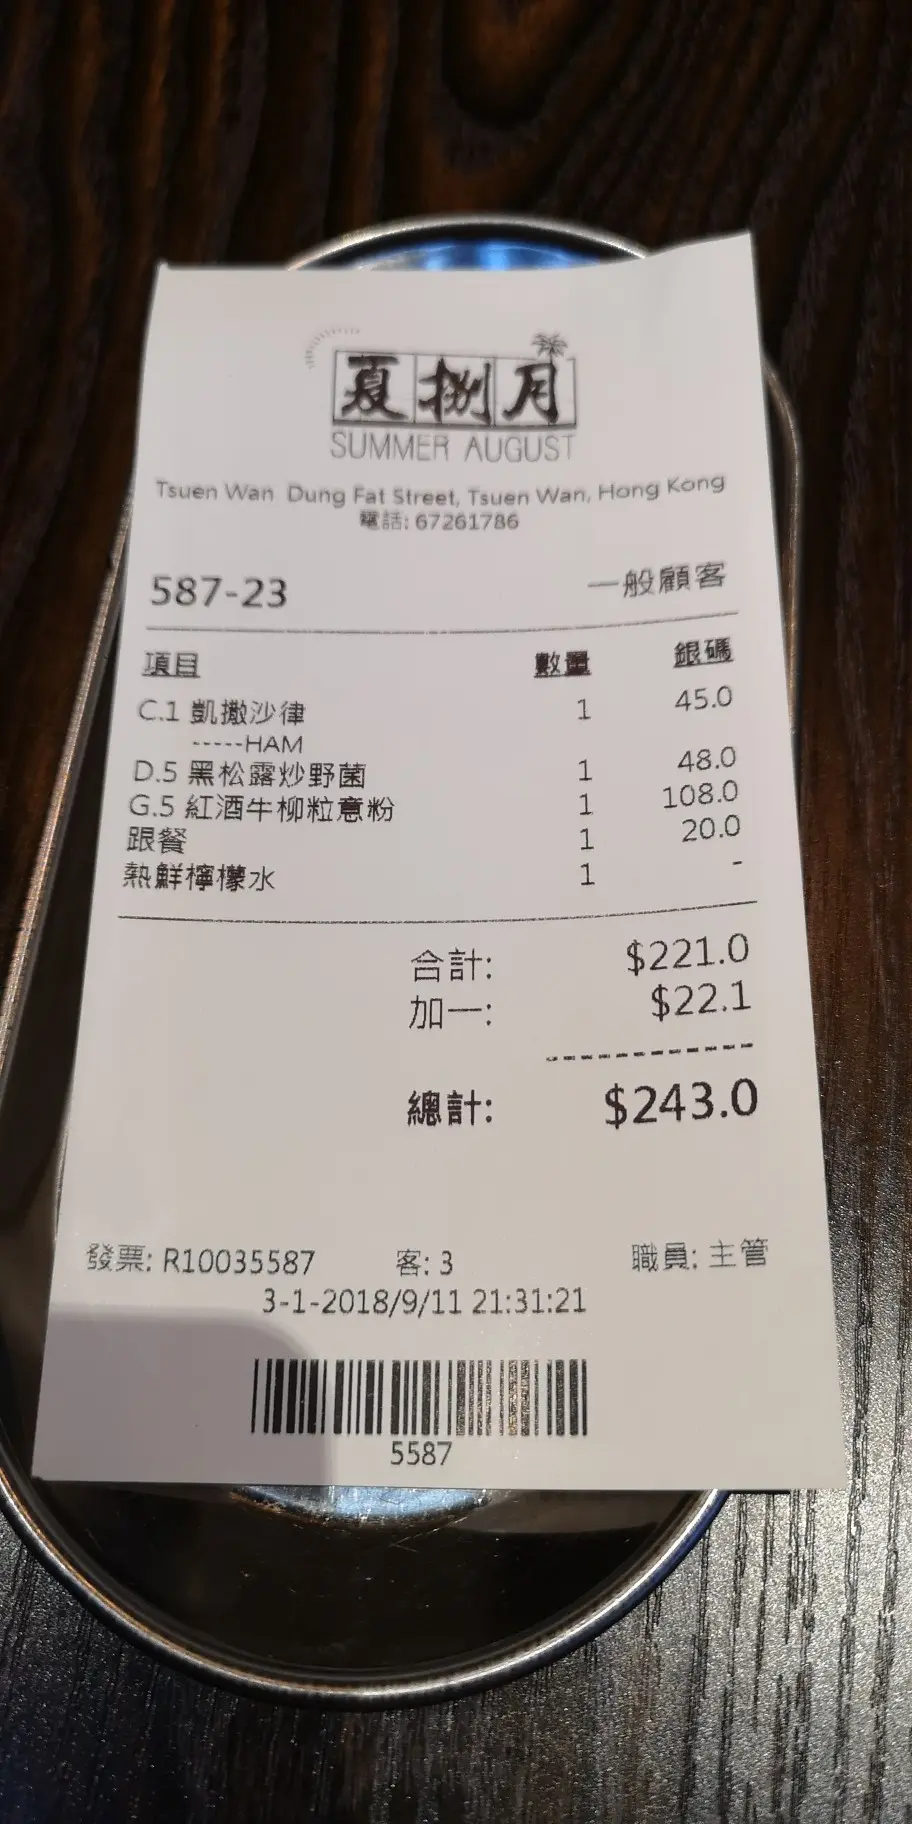 夏捌月
SUMMER AUGUST
Tsuen Wan Dung Fat Street, Tsuen Wan, Hong Kong
電話: 67261786
587-23 一般顧客
項目 數量 銀碼
C.1 凱撒沙律 1 45.0
-----HAM
D.5 黑松露炒野菌 1 48.0
G.5 紅酒牛柳粒意粉 1 108.0
跟餐 1 20.0
熱鮮檸檬水 1 -
合計: $221.0
加一: $22.1
總計: $243.0
發票: R10035587 客: 3 職員: 主管
3-1-2018/9/11 21:31:21
5587